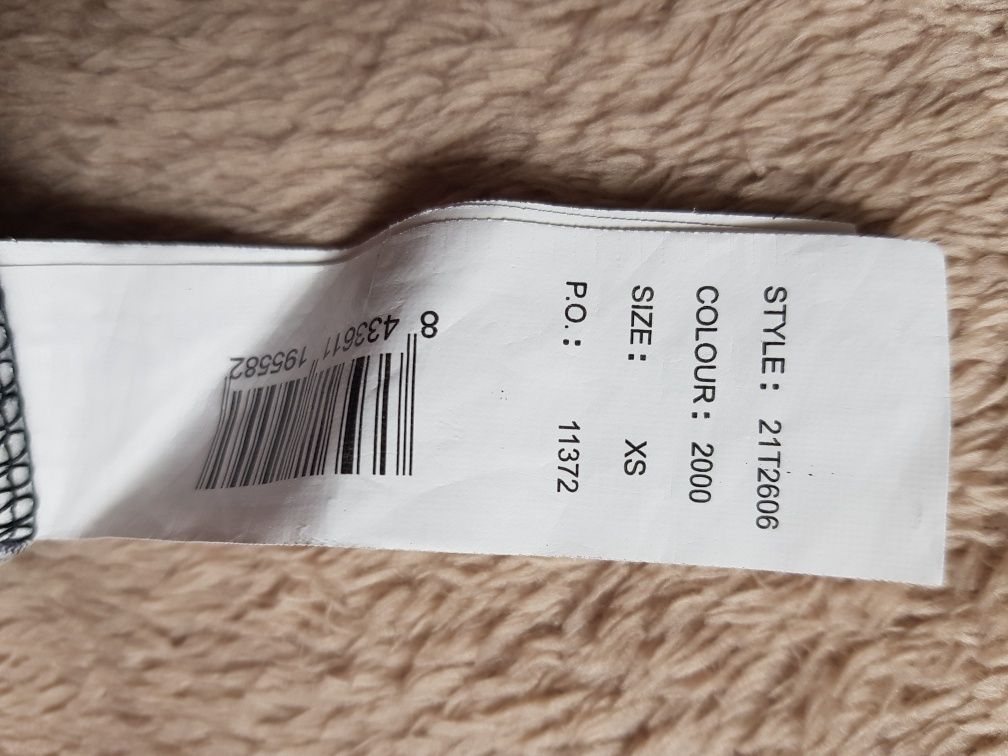 STYLE: 21T2606
COLOUR: 2000
SIZE: XS
P.O.: 11372
8 433611 195582